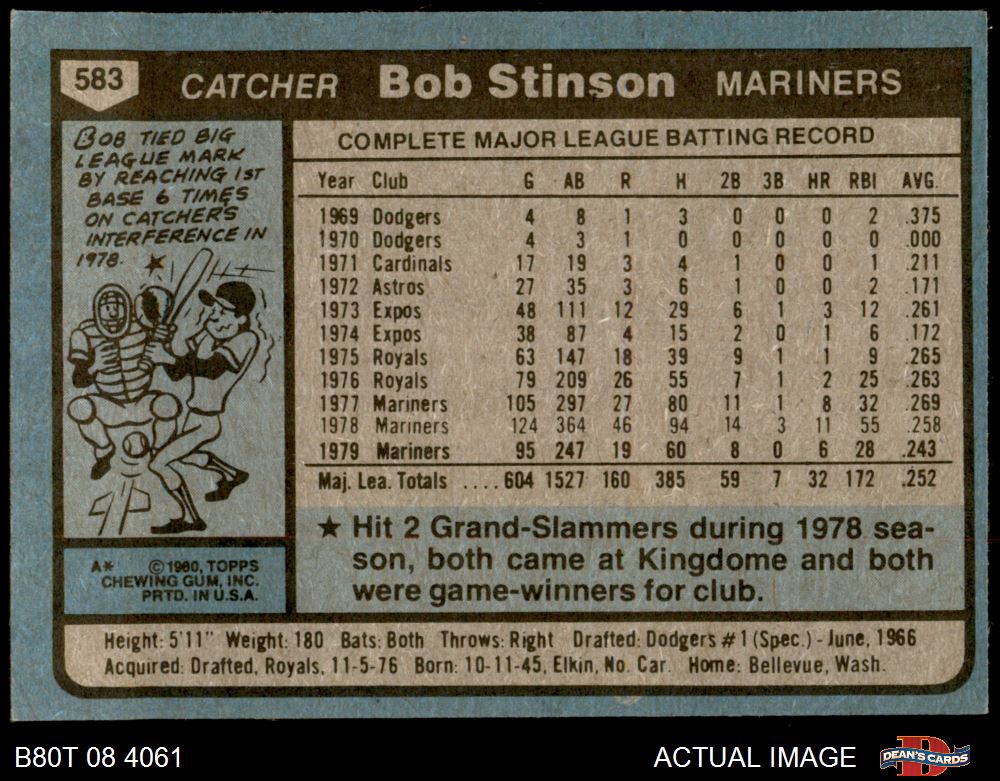 583 CATCHER Bob Stinson MARINERS
BOB TIED BIG
LEAGUE MARK
BY REACHING 1ST
BASE 6 TIMES
ON CATCHER'S
INTERFERENCE IN
1978.
A* © 1980, TOPPS
CHEWING GUM, INC.
PRTD. IN U.S.A.
COMPLETE MAJOR LEAGUE BATTING RECORD
Year Club G AB R H 2B 3B HR RBI AVG.
1969 Dodgers 4 8 1 3 0 0 0 2 .375
1970 Dodgers 4 3 1 0 0 0 0 0 .000
1971 Cardinals 17 19 3 4 1 0 0 1 .211
1972 Astros 27 35 3 6 1 0 0 2 .171
1973 Expos 48 111 12 29 6 1 3 12 .261
1974 Expos 38 87 4 15 2 0 1 6 .172
1975 Royals 63 147 18 39 9 1 1 9 .265
1976 Royals 79 209 26 55 7 1 2 25 .263
1977 Mariners 105 297 27 80 11 1 8 32 .269
1978 Mariners 124 364 46 94 14 3 11 55 .258
1979 Mariners 95 247 19 60 8 0 6 28 .243
Maj. Lea. Totals .... 604 1527 160 385 59 7 32 172 .252
★ Hit 2 Grand-Slammers during 1978 sea-
son, both came at Kingdome and both
were game-winners for club.
Height: 5'11" Weight: 180 Bats: Both Throws: Right Drafted: Dodgers #1 (Spec.) - June, 1966
Acquired: Drafted, Royals, 11-5-76 Born: 10-11-45, Elkin, No. Car. Home: Bellevue, Wash.
B80T 08 4061 ACTUAL IMAGE DEAN'S CARDS